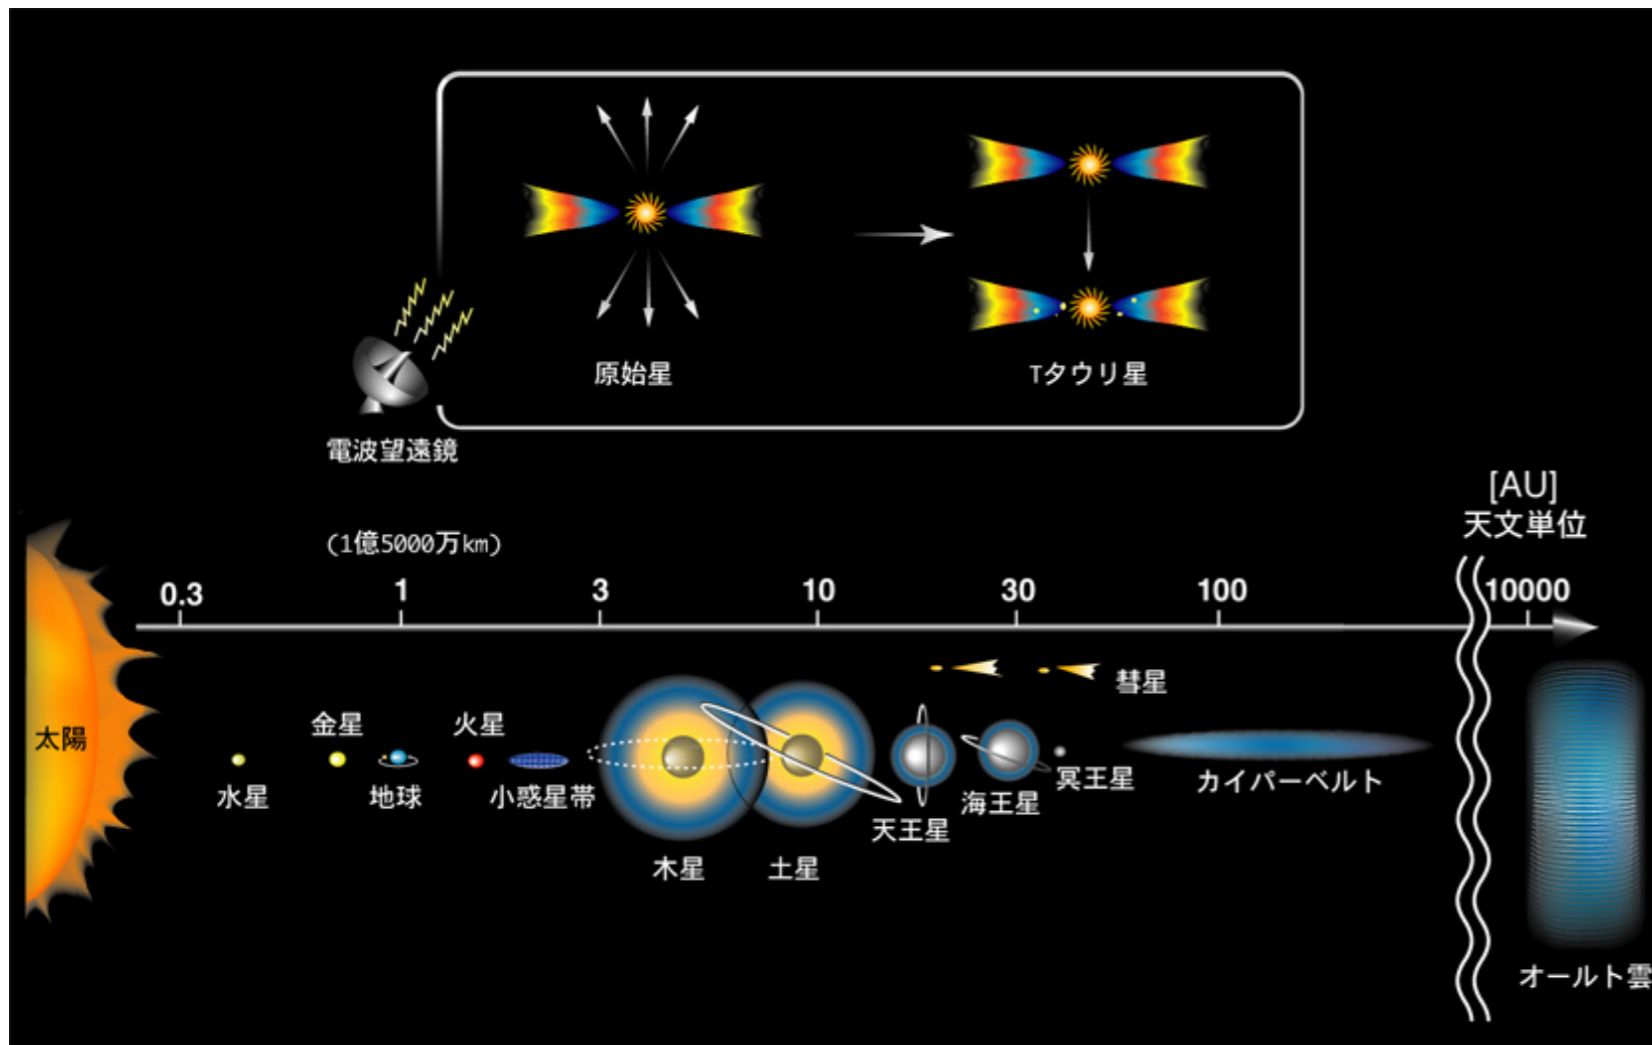 原始星
Tタウリ星
電波望遠鏡
[AU]
天文単位
(1億5000万km)
0.3 1 3 10 30 100 10000
彗星
太陽
金星 火星
水星 地球 小惑星帯 木星 土星 天王星 海王星 冥王星 カイパーベルト
オールト雲